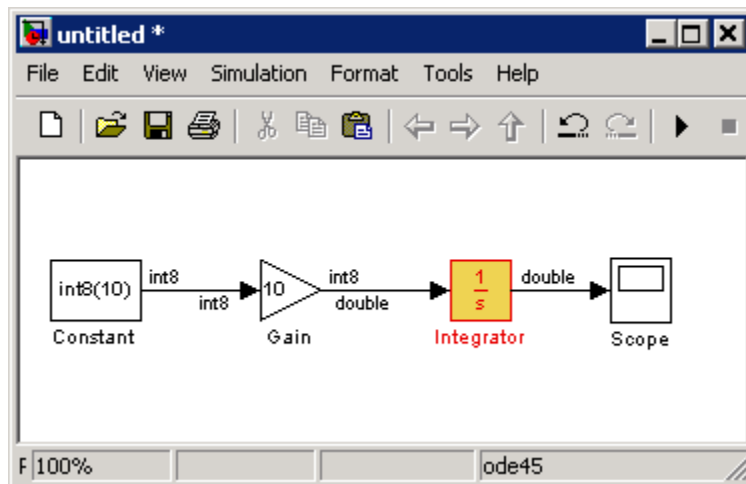 untitled *
File Edit View Simulation Format Tools Help
int8(10) int8 int8 10 int8 double 1 s double
Constant Gain Integrator Scope
F 100% ode45